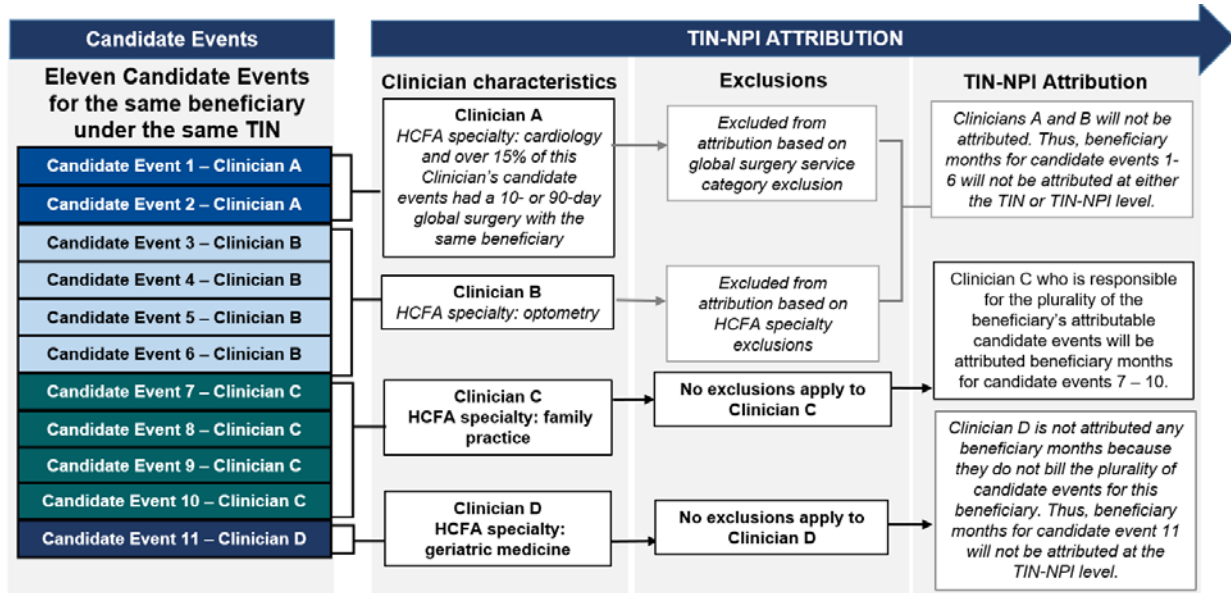 Candidate Events
TIN-NPI ATTRIBUTION
Eleven Candidate Events
for the same beneficiary
under the same TIN
Candidate Event 1 – Clinician A
Candidate Event 2 – Clinician A
Candidate Event 3 – Clinician B
Candidate Event 4 – Clinician B
Candidate Event 5 – Clinician B
Candidate Event 6 – Clinician B
Candidate Event 7 – Clinician C
Candidate Event 8 – Clinician C
Candidate Event 9 – Clinician C
Candidate Event 10 – Clinician C
Candidate Event 11 – Clinician D
Clinician characteristics
Clinician A
HCFA specialty: cardiology
and over 15% of this
Clinician's candidate
events had a 10- or 90-day
global surgery with the
same beneficiary
Clinician B
HCFA specialty: optometry
Clinician C
HCFA specialty: family
practice
Clinician D
HCFA specialty:
geriatric medicine
Exclusions
Excluded from
attribution based on
global surgery service
category exclusion
Excluded from
attribution based on
HCFA specialty
exclusions
No exclusions apply to
Clinician C
No exclusions apply to
Clinician D
TIN-NPI Attribution
Clinicians A and B will not be
attributed. Thus, beneficiary
months for candidate events 1-
6 will not be attributed at either
the TIN or TIN-NPI level.
Clinician C who is responsible
for the plurality of the
beneficiary's attributable
candidate events will be
attributed beneficiary months
for candidate events 7 – 10.
Clinician D is not attributed any
beneficiary months because
they do not bill the plurality of
candidate events for this
beneficiary. Thus, beneficiary
months for candidate event 11
will not be attributed at the
TIN-NPI level.